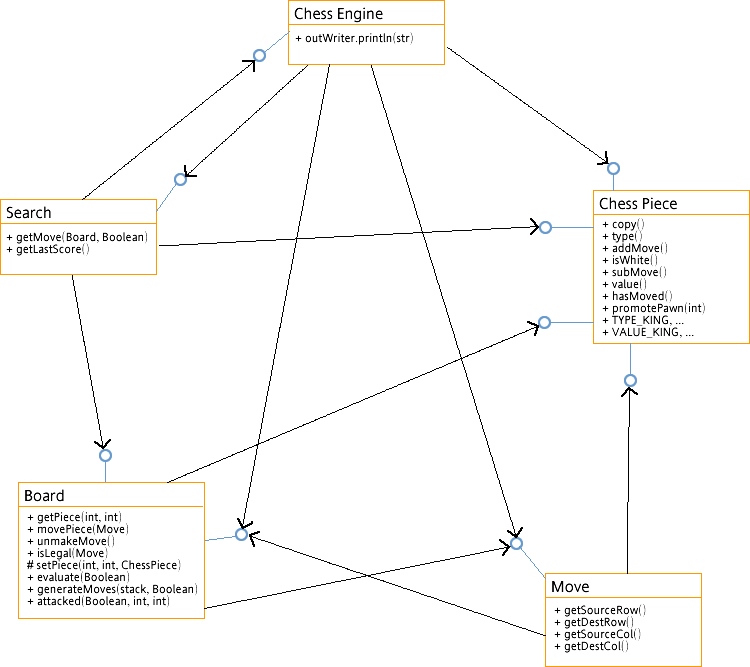 Chess Engine
+ outWriter.println(str)
Search
+ getMove(Board, Boolean)
+ getLastScore()
Chess Piece
+ copy()
+ type()
+ addMove()
+ isWhite()
+ subMove()
+ value()
+ hasMoved()
+ promotePawn(int)
+ TYPE_KING, ...
+ VALUE_KING, ...
Board
+ getPiece(int, int)
+ movePiece(Move)
+ unmakeMove()
+ isLegal(Move)
# setPiece(int, int, ChessPiece)
+ evaluate(Boolean)
+ generateMoves(stack, Boolean)
+ attacked(Boolean, int, int)
Move
+ getSourceRow()
+ getDestRow()
+ getSourceCol()
+ getDestCol()